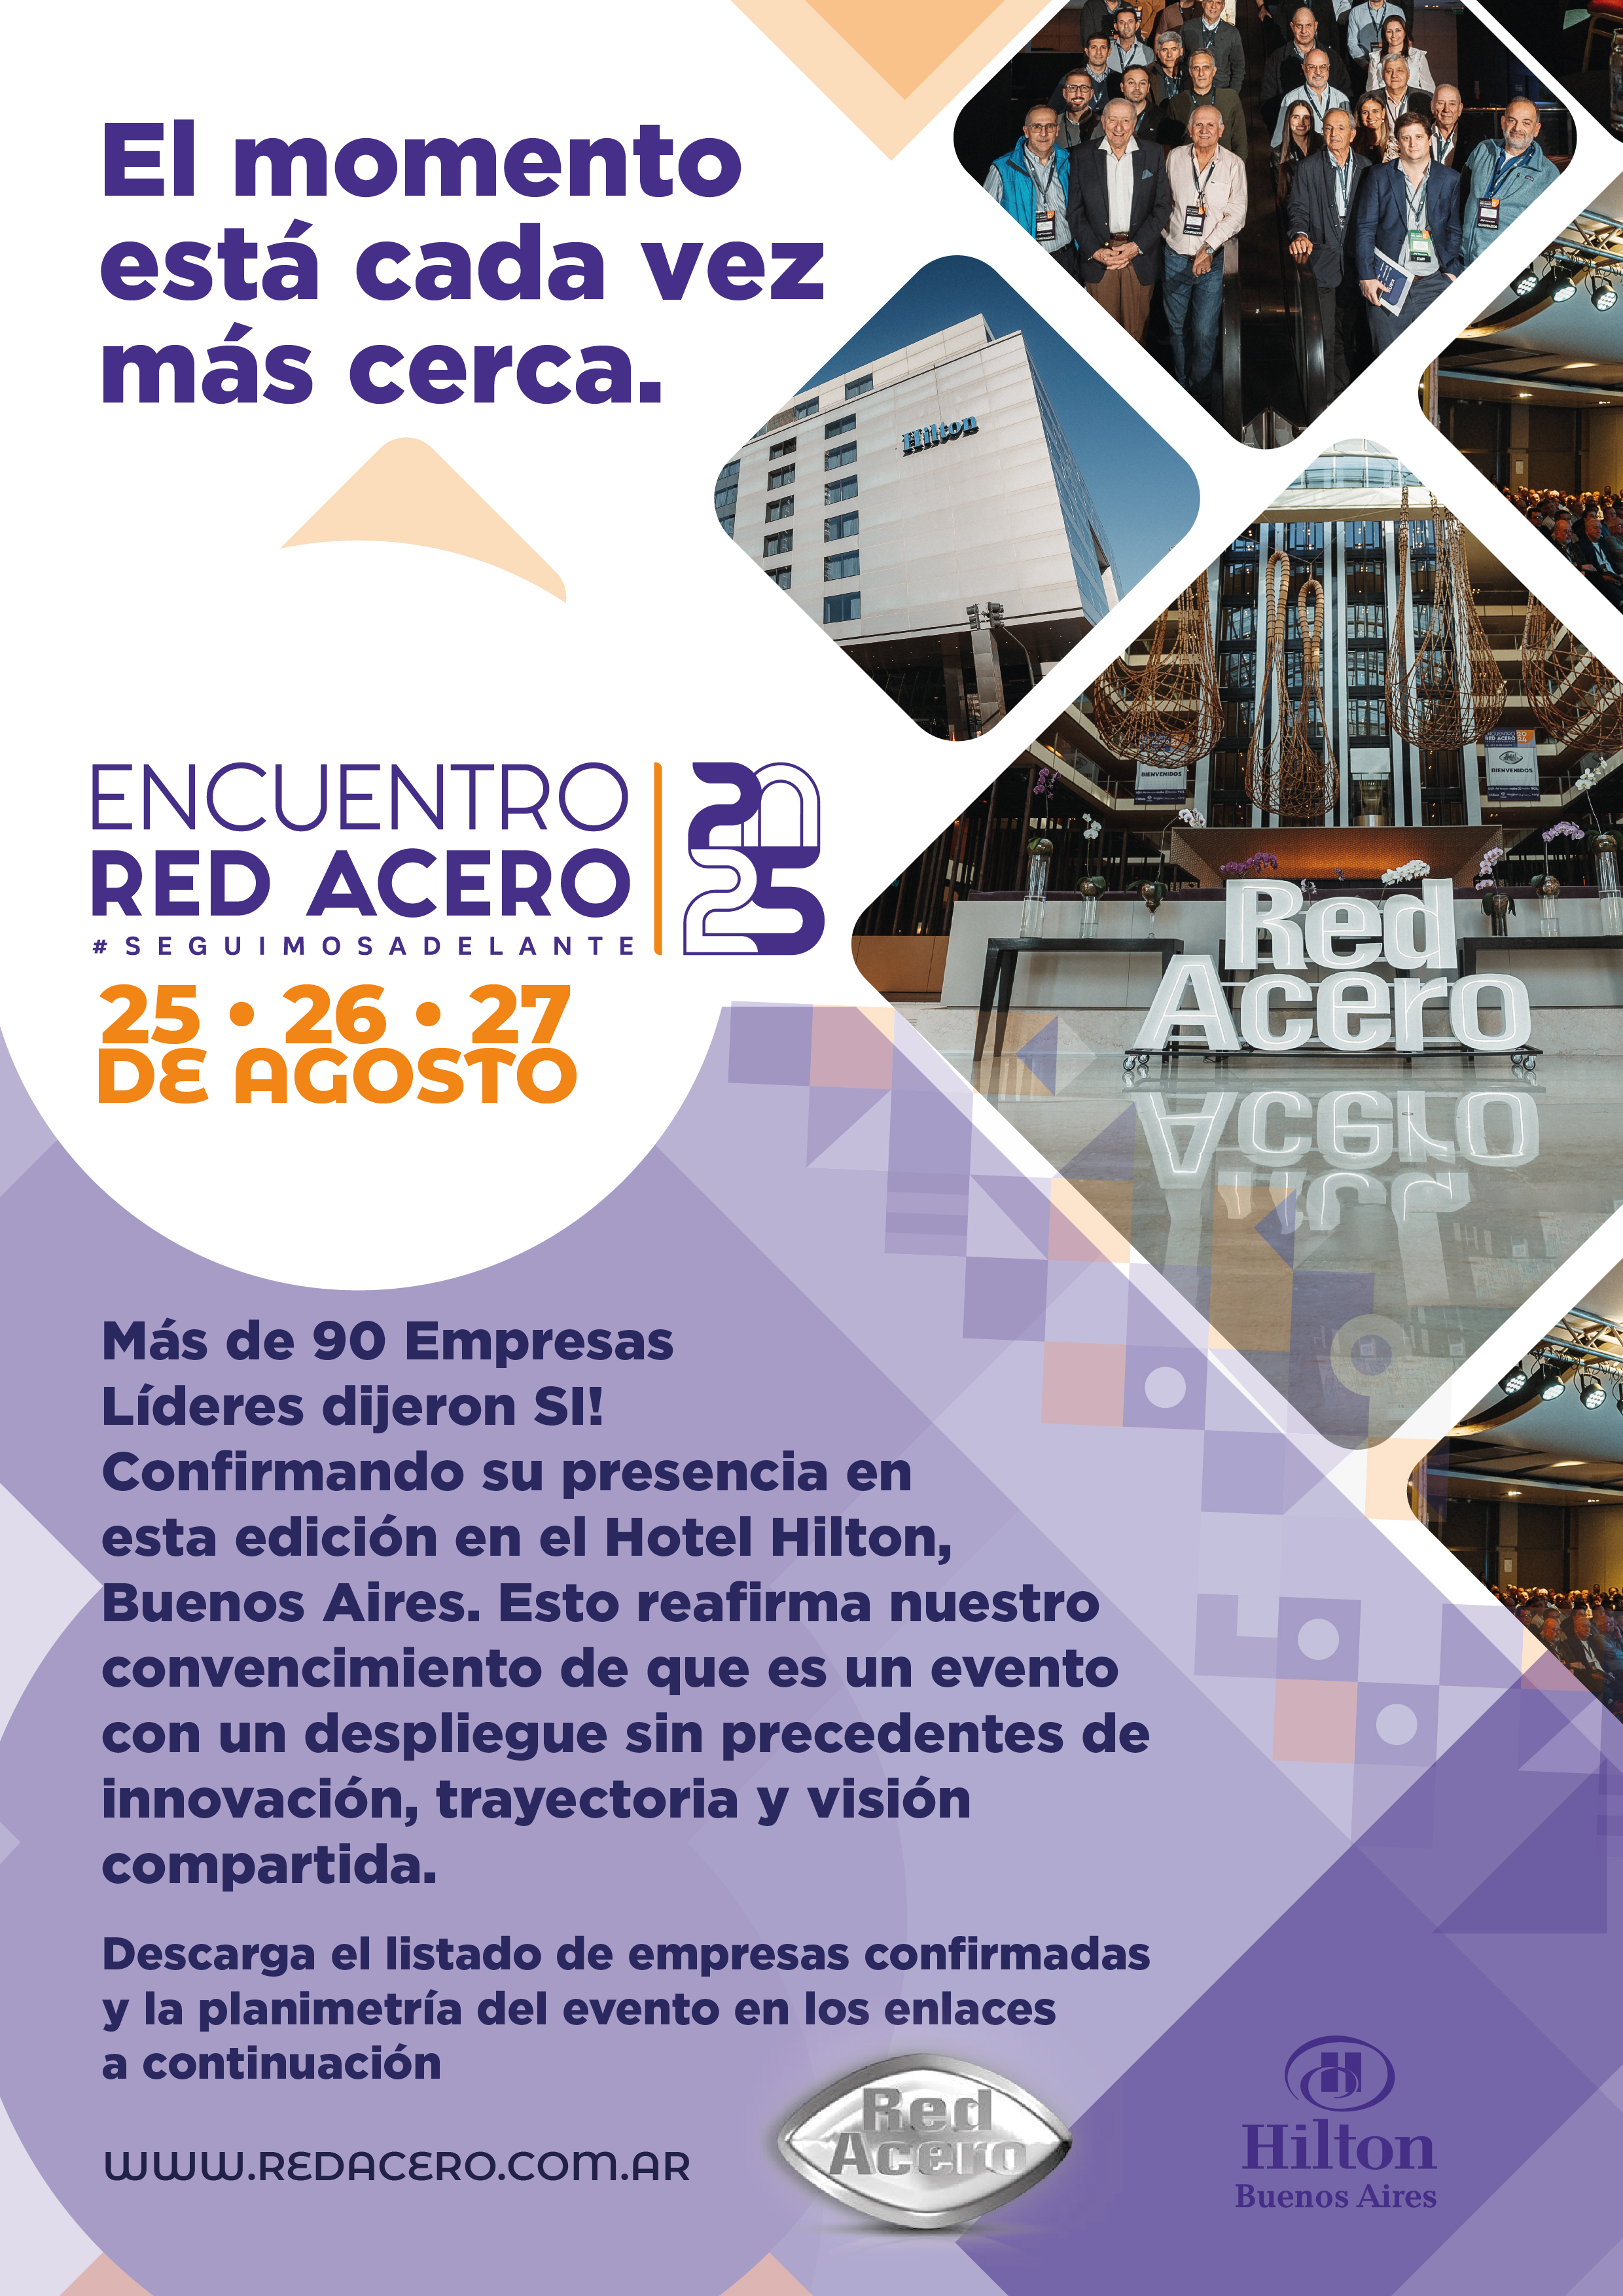 El momento
está cada vez
más cerca.
Hilton
ENCUENTRO
RED ACERO
#SEGUIMOSADELANTE
2025
25 • 26 • 27
DE AGOSTO
BIENVENIDOS
ENCUENTRO
RED ACERO
BIENVENIDOS
Red
Acero
Más de 90 Empresas
Líderes dijeron SI!
Confirmando su presencia en
esta edición en el Hotel Hilton,
Buenos Aires. Esto reafirma nuestro
convencimiento de que es un evento
con un despliegue sin precedentes de
innovación, trayectoria y visión
compartida.
Descarga el listado de empresas confirmadas
y la planimetría del evento en los enlaces
a continuación
WWW.REDACERO.COM.AR
Red
Acero
Hilton
Buenos Aires